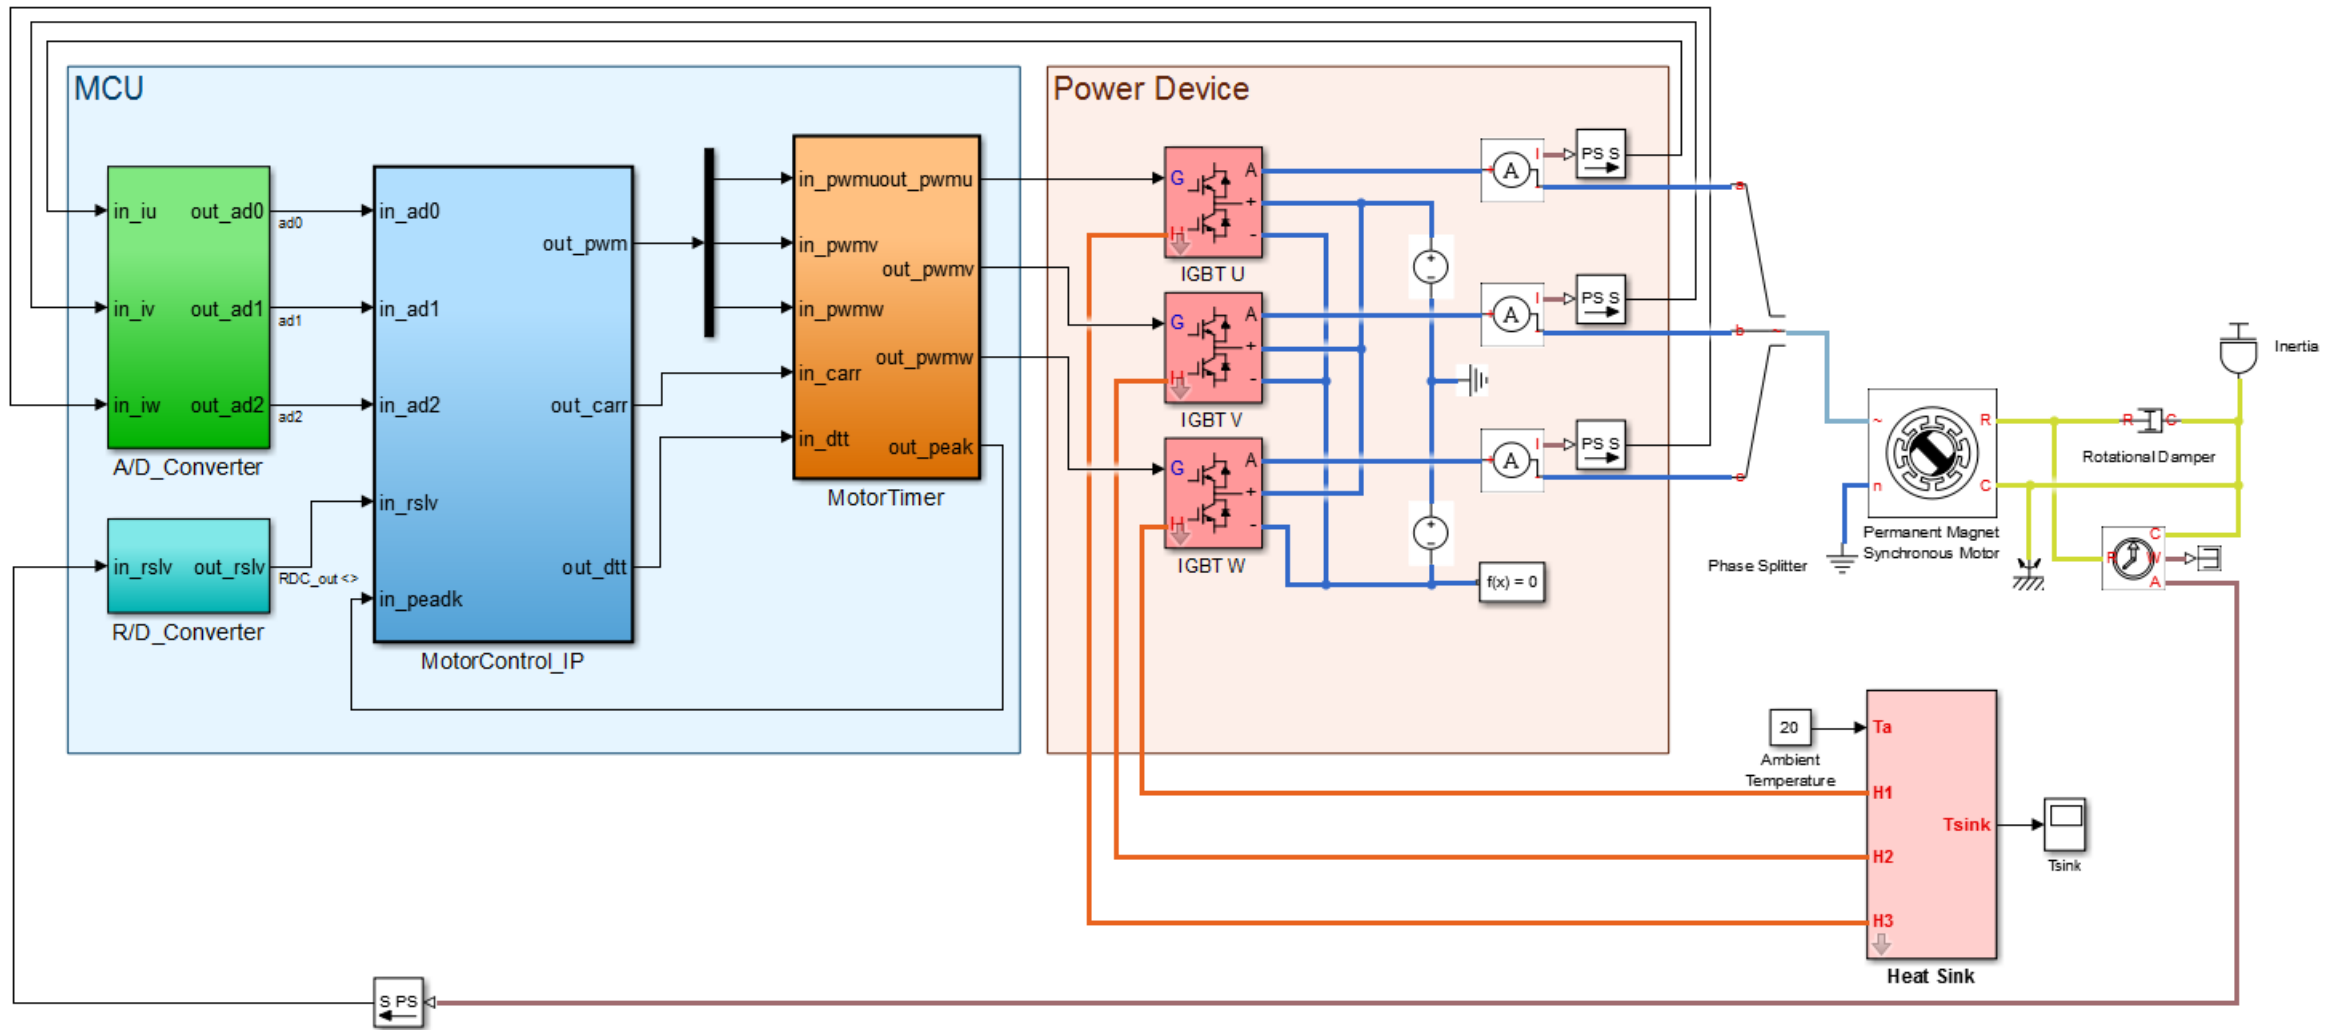 MCU
in_iu
out_ad0
ad0
in_iv
out_ad1
ad1
in_iw
out_ad2
ad2
A/D_Converter
in_rslv
out_rslv
RDC_out <>
R/D_Converter
in_ad0
in_ad1
in_ad2
in_rslv
in_peadk
out_pwm
out_carr
out_dtt
MotorControl_IP
in_pwmu
out_pwmu
in_pwmv
out_pwmv
in_pwmw
out_pwmw
in_carr
in_dtt
out_peak
MotorTimer
Power Device
G
A
+
H
-
IGBT U
G
A
+
H
-
IGBT V
G
A
+
H
-
IGBT W
+
−
+
−
f(x) = 0
A
I
PS S
A
I
PS S
A
I
PS S
a
b
~
c
Phase Splitter
~
n
R
C
Permanent Magnet
Synchronous Motor
R
C
Rotational Damper
Inertia
C
R
W
A
20
Ambient
Temperature
Ta
H1
H2
H3
Tsink
Heat Sink
Tsink
S PS